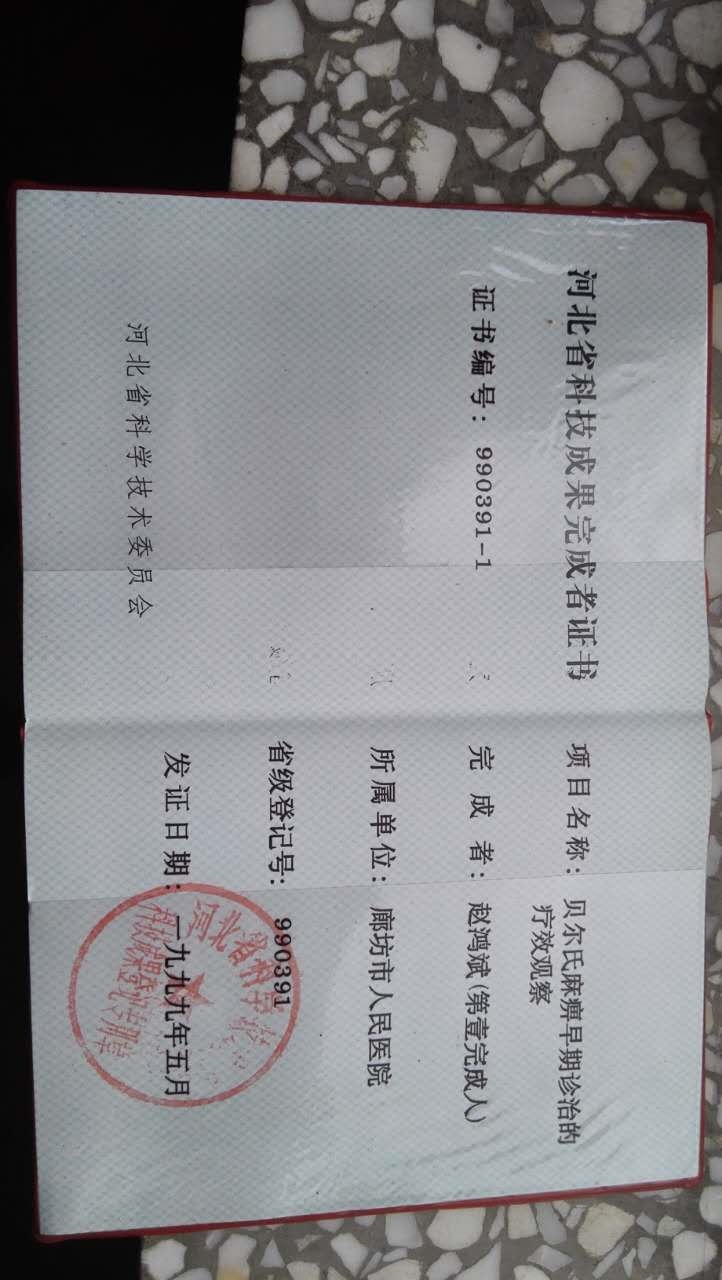 河北省科技成果完成者证书
证书编号：990391-1
河北省科学技术委员会
项目名称：贝尔氏麻痹早期诊治的
疗效观察
完成者：赵鸿斌(第壹完成人)
所属单位：廊坊市人民医院
省级登记号：990391
发证日期：一九九九年五月